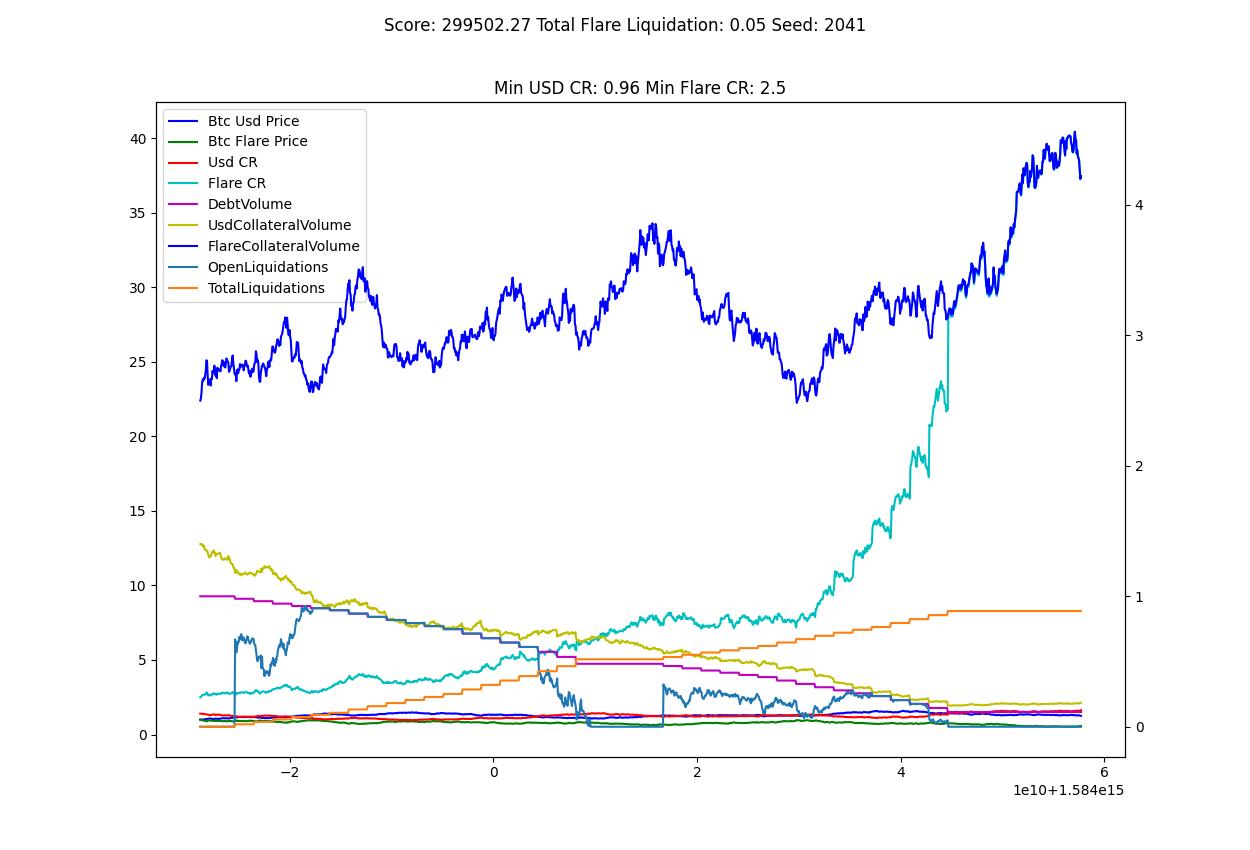 Score: 299502.27 Total Flare Liquidation: 0.05 Seed: 2041
Min USD CR: 0.96 Min Flare CR: 2.5
Btc Usd Price
Btc Flare Price
Usd CR
Flare CR
DebtVolume
UsdCollateralVolume
FlareCollateralVolume
OpenLiquidations
TotalLiquidations
40
35
30
25
20
15
10
5
0
4
3
2
1
0
−2
0
2
4
6
1e10+1.584e15